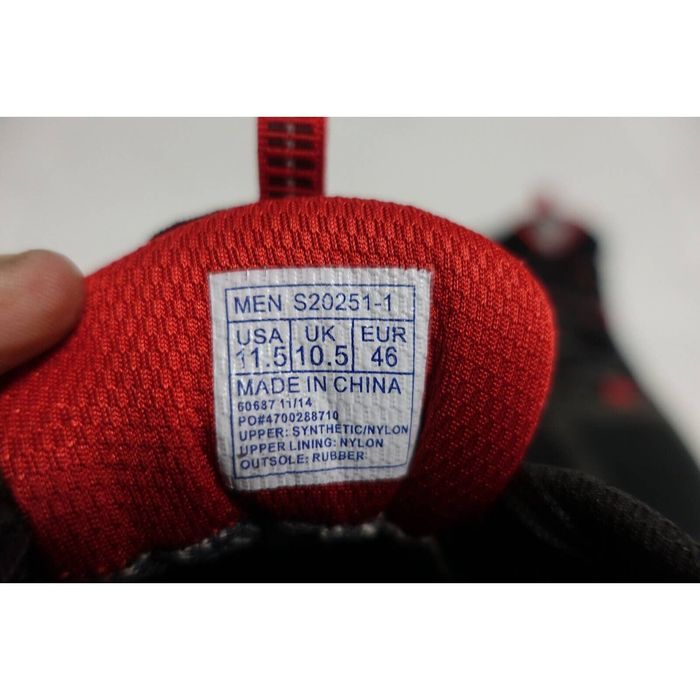 MEN S20251-1
USA UK EUR
11.5 10.5 46
MADE IN CHINA
60687 11/14
PO#4700288710
UPPER: SYNTHETIC/NYLON
UPPER LINING: NYLON
OUTSOLE: RUBBER